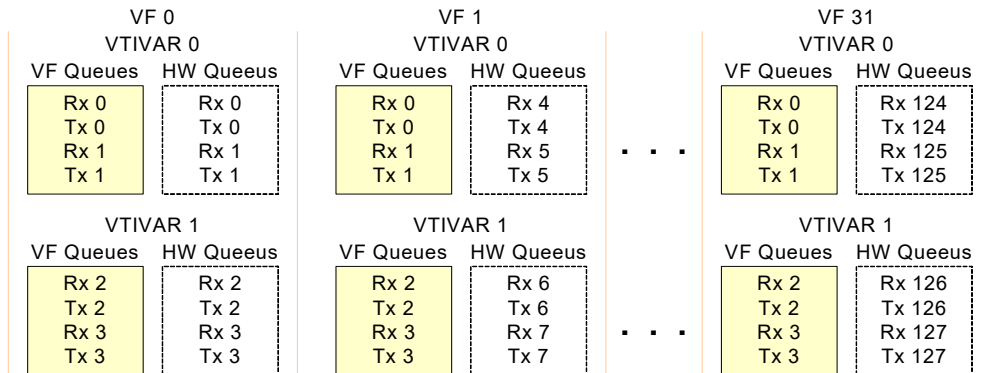 VF 0 VF 1 VF 31
VTIVAR 0 VTIVAR 0 VTIVAR 0
VF Queues HW Queeus VF Queues HW Queeus VF Queues HW Queeus
Rx 0 Rx 0 Rx 0 Rx 4 Rx 0 Rx 124
Tx 0 Tx 0 Tx 0 Tx 4 Tx 0 Tx 124
Rx 1 Rx 1 Rx 1 Rx 5 . . . Rx 1 Rx 125
Tx 1 Tx 1 Tx 1 Tx 5 Tx 1 Tx 125
VTIVAR 1 VTIVAR 1 VTIVAR 1
VF Queues HW Queeus VF Queues HW Queeus VF Queues HW Queeus
Rx 2 Rx 2 Rx 2 Rx 6 Rx 2 Rx 126
Tx 2 Tx 2 Tx 2 Tx 6 Tx 2 Tx 126
Rx 3 Rx 3 Rx 3 Rx 7 . . . Rx 3 Rx 127
Tx 3 Tx 3 Tx 3 Tx 7 Tx 3 Tx 127